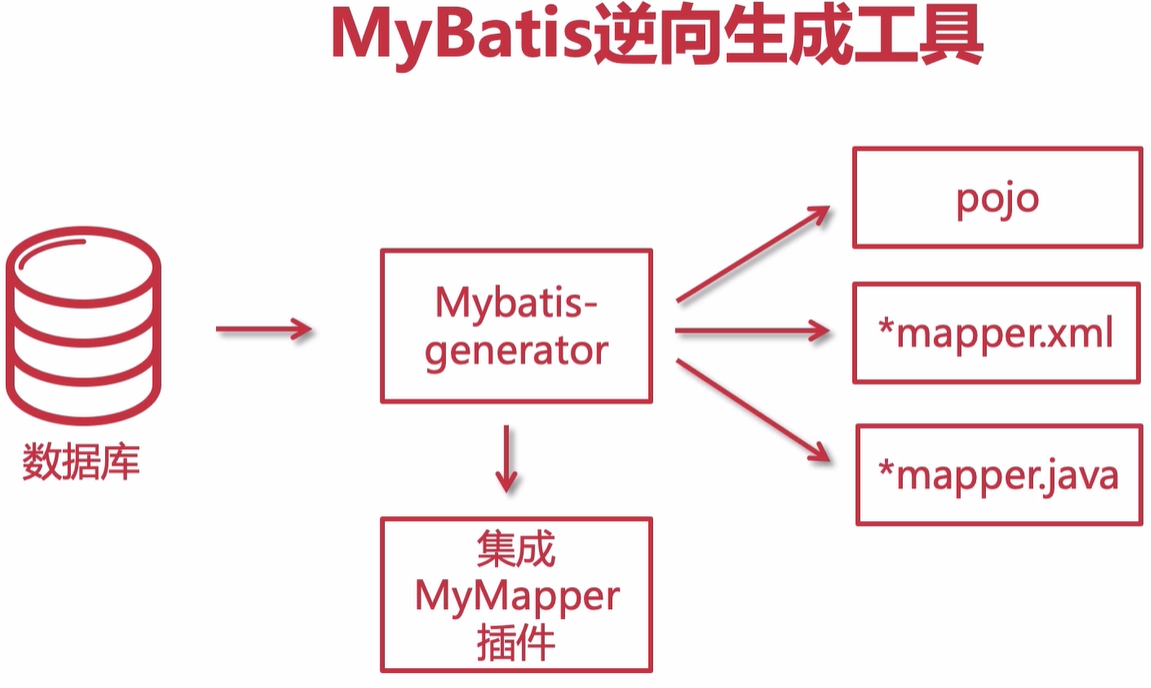 MyBatis逆向生成工具
数据库
Mybatis-
generator
集成
MyMapper
插件
pojo
*mapper.xml
*mapper.java